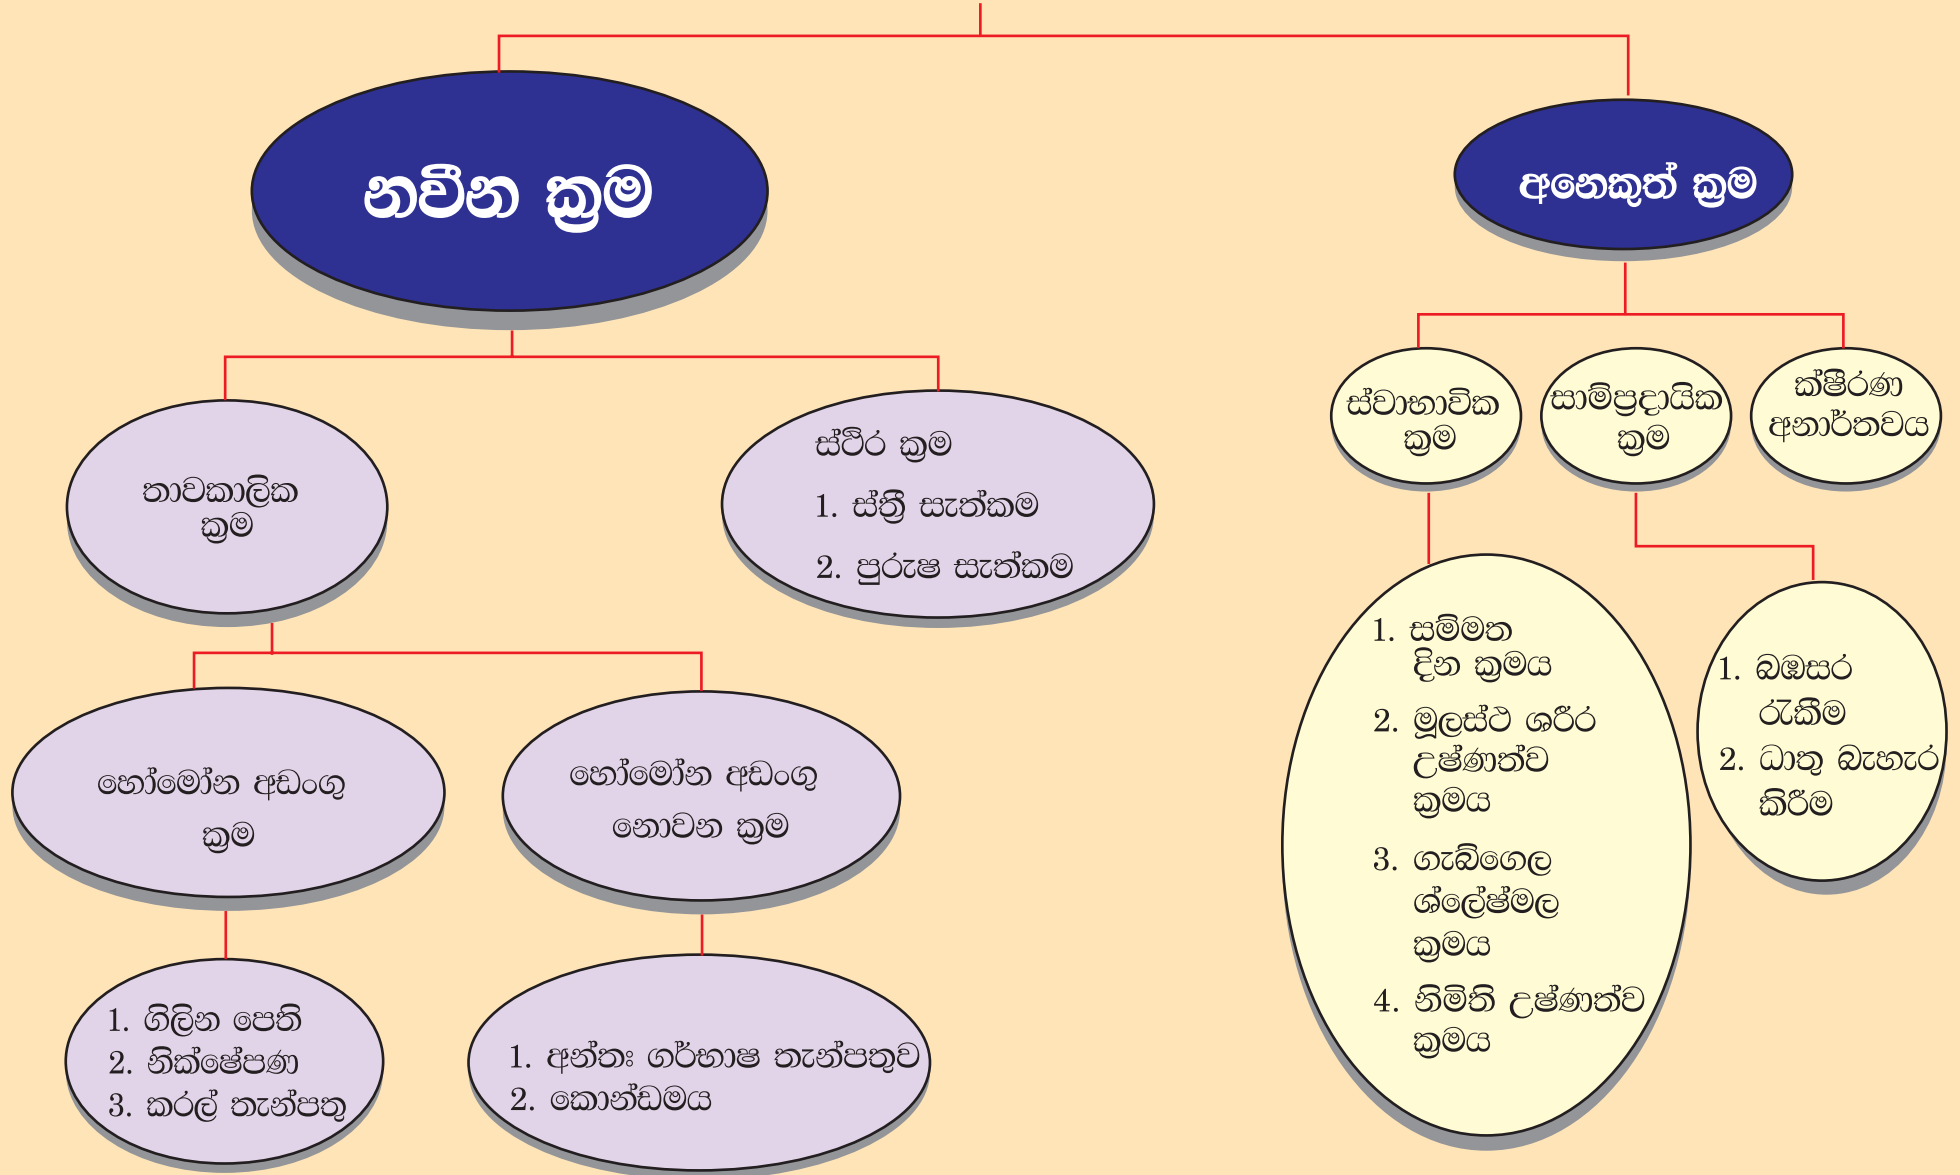 නවීන ක්‍රම
අනෙකුත් ක්‍රම
තාවකාලික
ක්‍රම
ස්ථිර ක්‍රම
1. ස්ත්‍රී සැත්කම
2. පුරුෂ සැත්කම
ස්වාභාවික
ක්‍රම
සාම්ප්‍රදායික
ක්‍රම
ක්ෂීරණ
අනාර්තවය
හෝමෝන අඩංගු
ක්‍රම
හෝමෝන අඩංගු
නොවන ක්‍රම
1. ගිලින පෙති
2. නික්ෂේපණ
3. කරල් තැන්පතු
1. අන්තඃ ගර්භාෂ තැන්පතුව
2. කොන්ඩමය
1. සම්මත
දින ක්‍රමය
2. මූලස්ථ ශරීර
උෂ්ණත්ව
ක්‍රමය
3. ගැබ්ගෙල
ශ්ලේෂ්මල
ක්‍රමය
4. නිමිති උෂ්ණත්ව
ක්‍රමය
1. බඹසර
රැකීම
2. ධාතු බැහැර
කිරීම